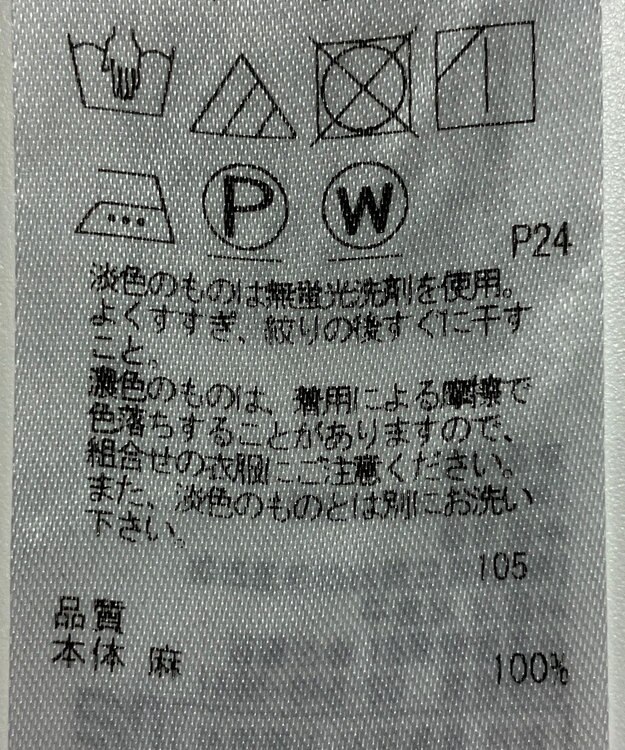 P W
P24
淡色のものは無蛍光洗剤を使用。
よくすすぎ、絞りの後すぐに干す
こと。
濃色のものは、着用による摩擦で
色落ちすることがありますので、
組合せの衣服にご注意ください。
また、淡色のものとは別にお洗い
下さい。
105
品質
本体 麻 100%